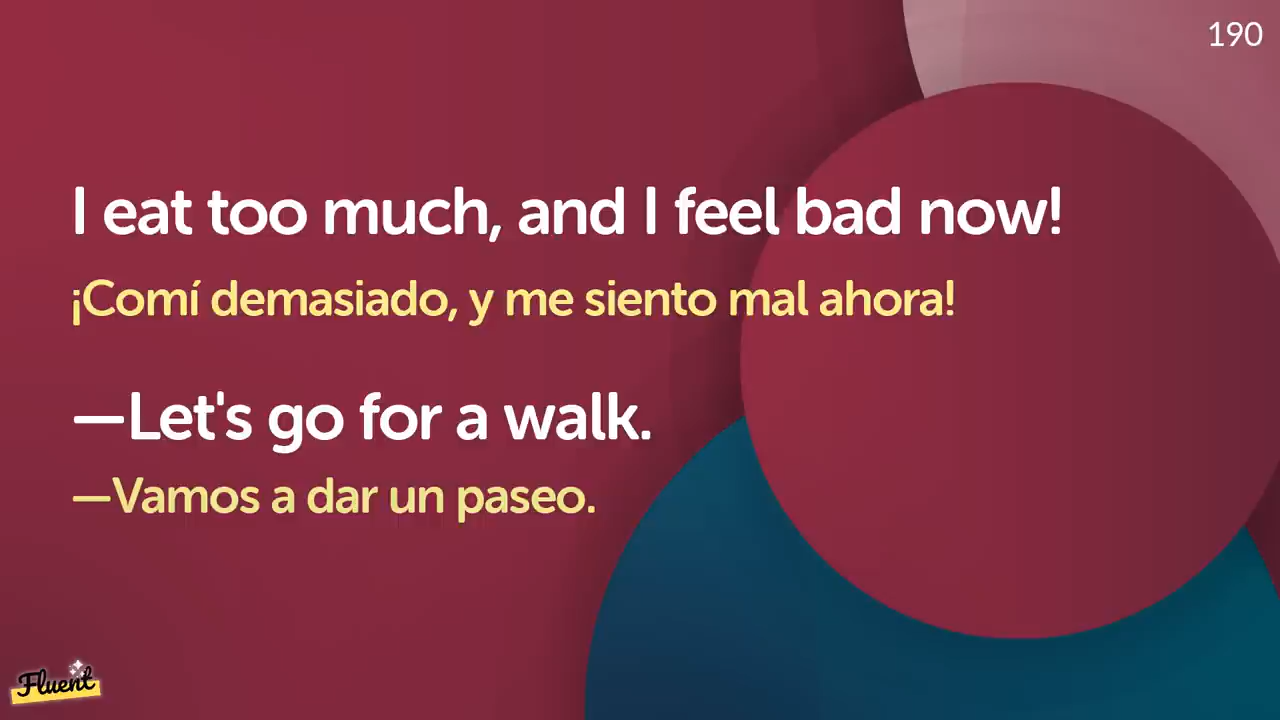 190
I eat too much, and I feel bad now!
¡Comí demasiado, y me siento mal ahora!
—Let's go for a walk.
—Vamos a dar un paseo.
Fluent